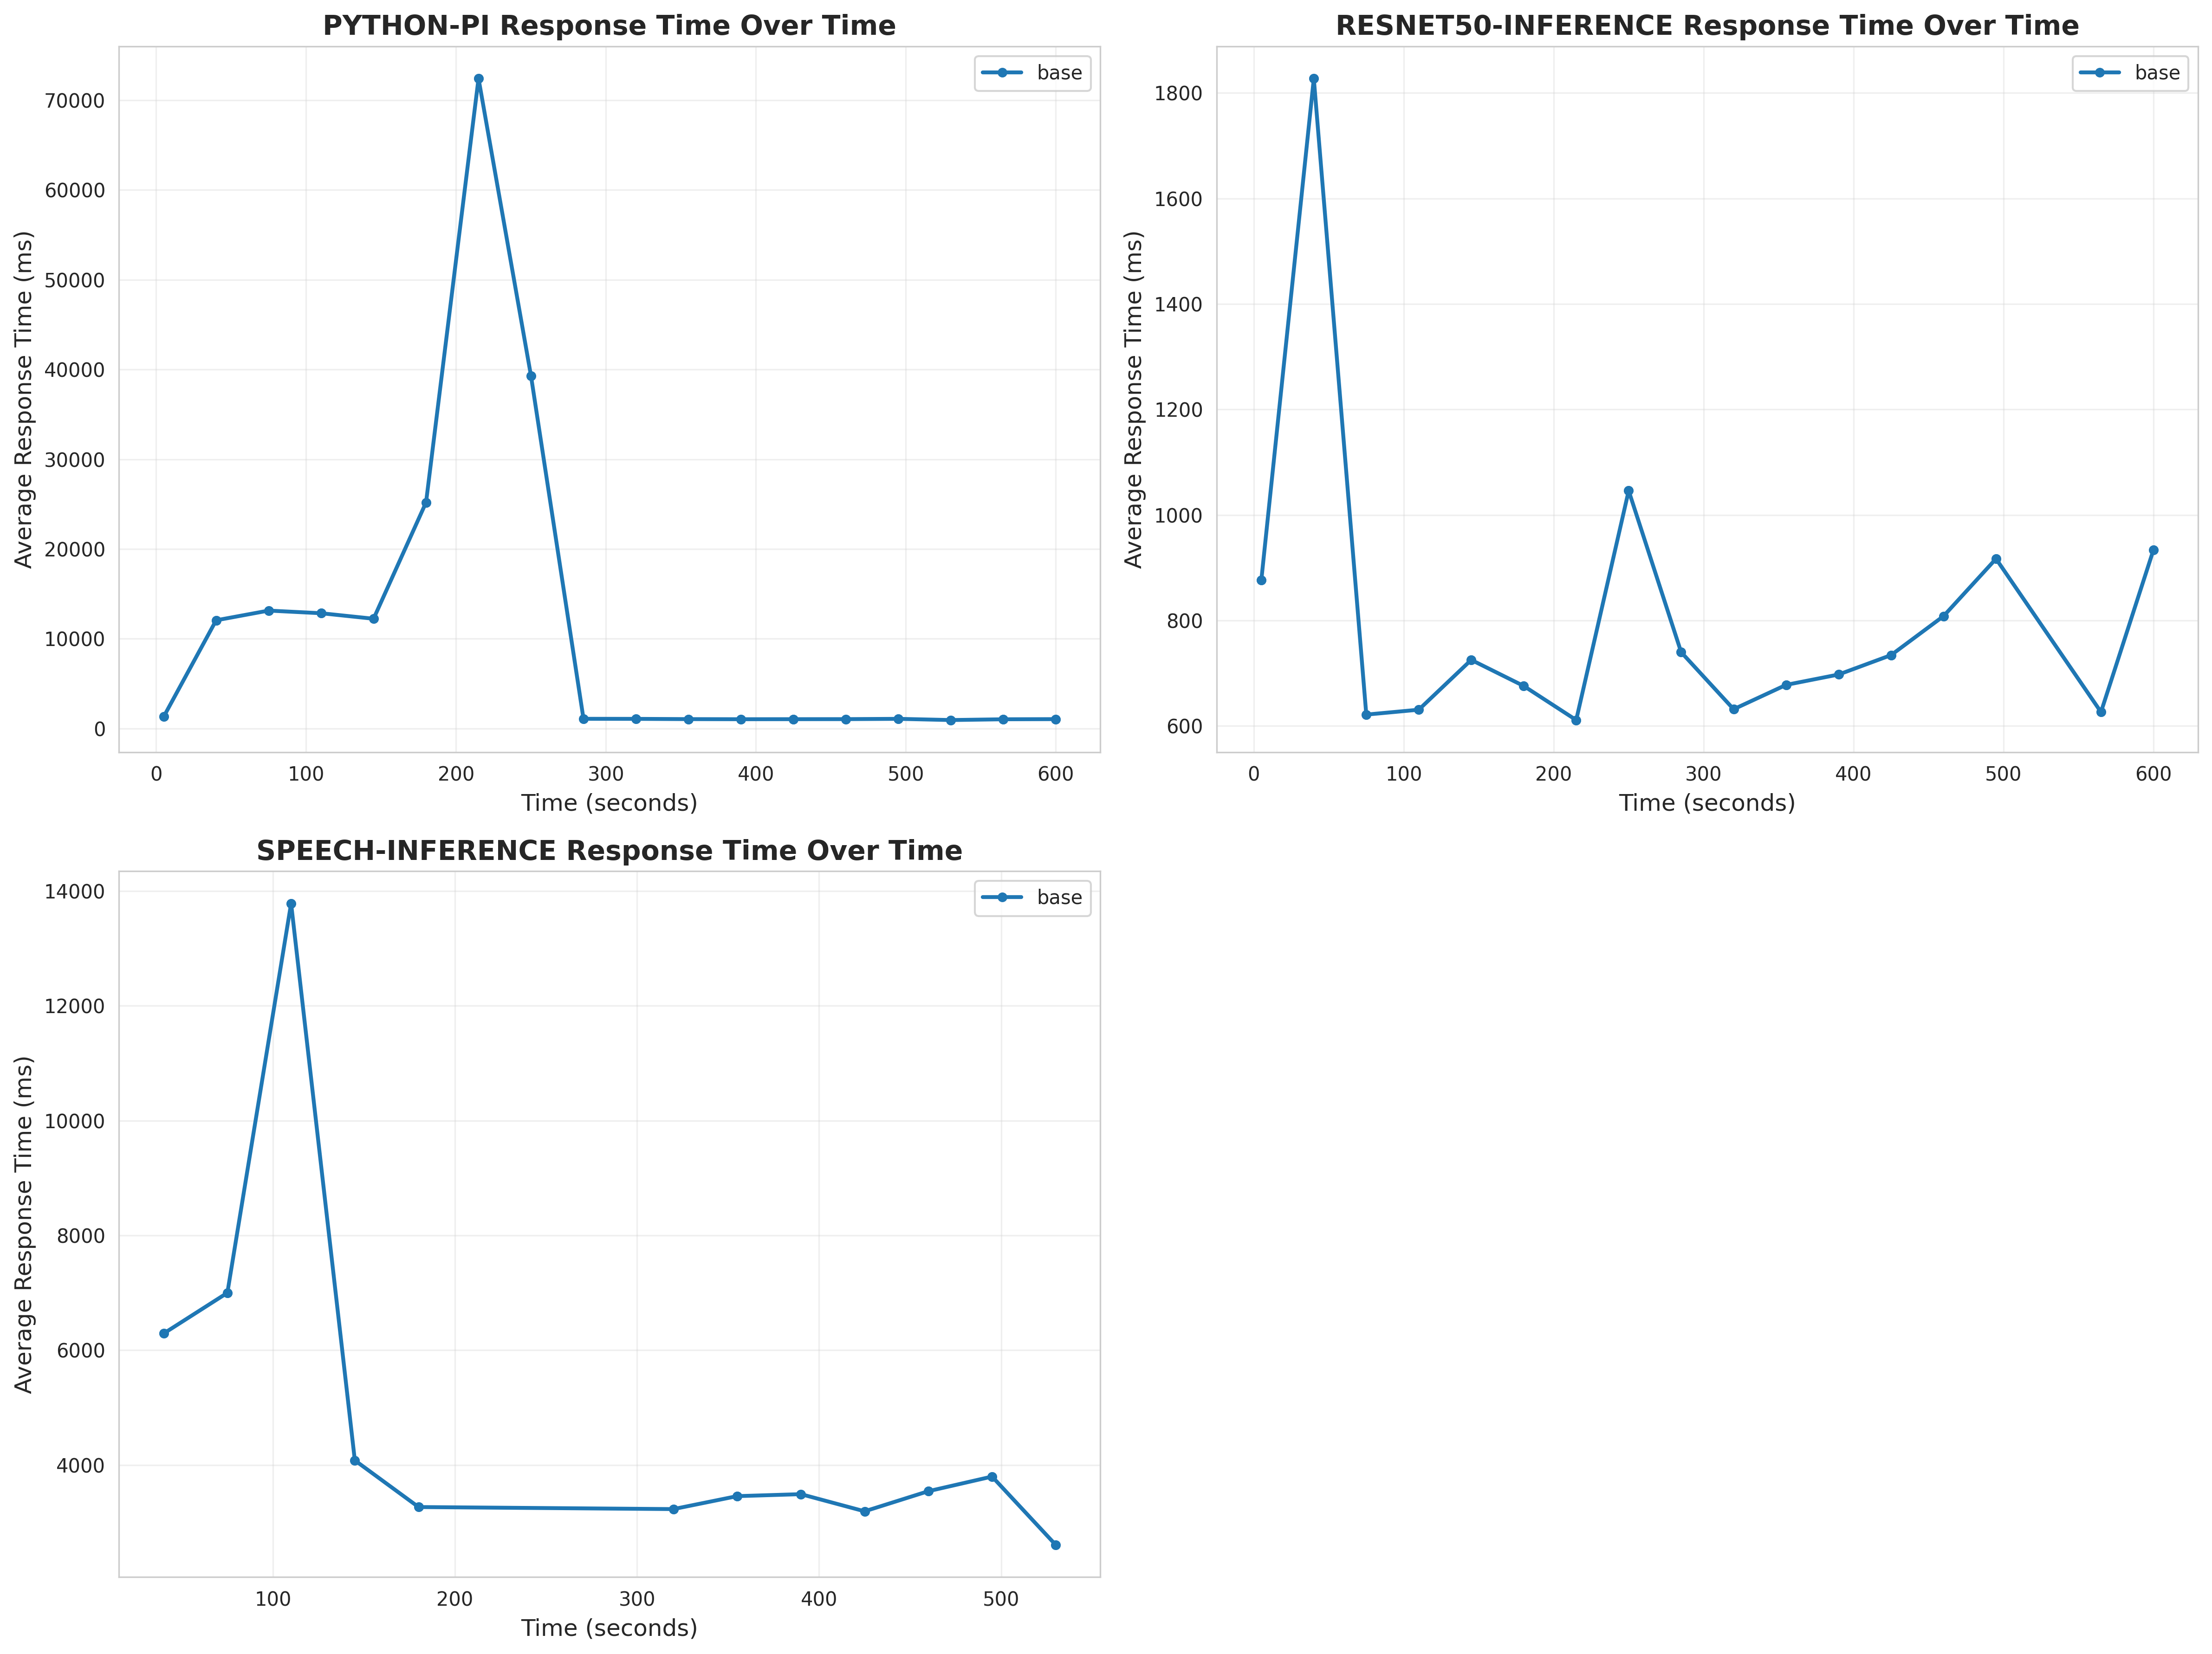 PYTHON-PI Response Time Over Time
base
Average Response Time (ms)
70000
60000
50000
40000
30000
20000
10000
0
0 100 200 300 400 500 600
Time (seconds)
RESNET50-INFERENCE Response Time Over Time
base
Average Response Time (ms)
1800
1600
1400
1200
1000
800
600
0 100 200 300 400 500 600
Time (seconds)
SPEECH-INFERENCE Response Time Over Time
base
Average Response Time (ms)
14000
12000
10000
8000
6000
4000
100 200 300 400 500
Time (seconds)